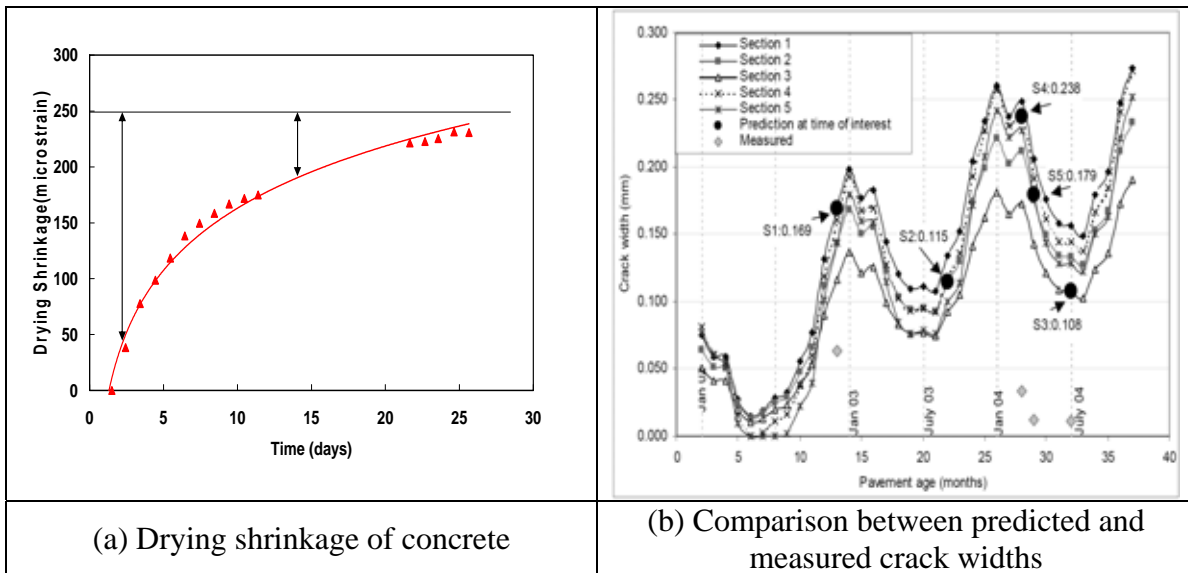 300
250
200
150
100
50
0
Drying Shrinkage(microstrain)
0 5 10 15 20 25 30
Time (days)
0.300
0.250
0.200
0.150
0.100
0.050
0.000
Crack width (mm)
Section 1
Section 2
Section 3
Section 4
Section 5
Prediction at time of interest
Measured
S4:0.238
S5:0.179
S1:0.169
S2:0.115
S3:0.108
Jan 0
Jan 03
July 03
Jan 04
July 04
0 5 10 15 20 25 30 35 40
Pavement age (months)
(a) Drying shrinkage of concrete
(b) Comparison between predicted and
measured crack widths